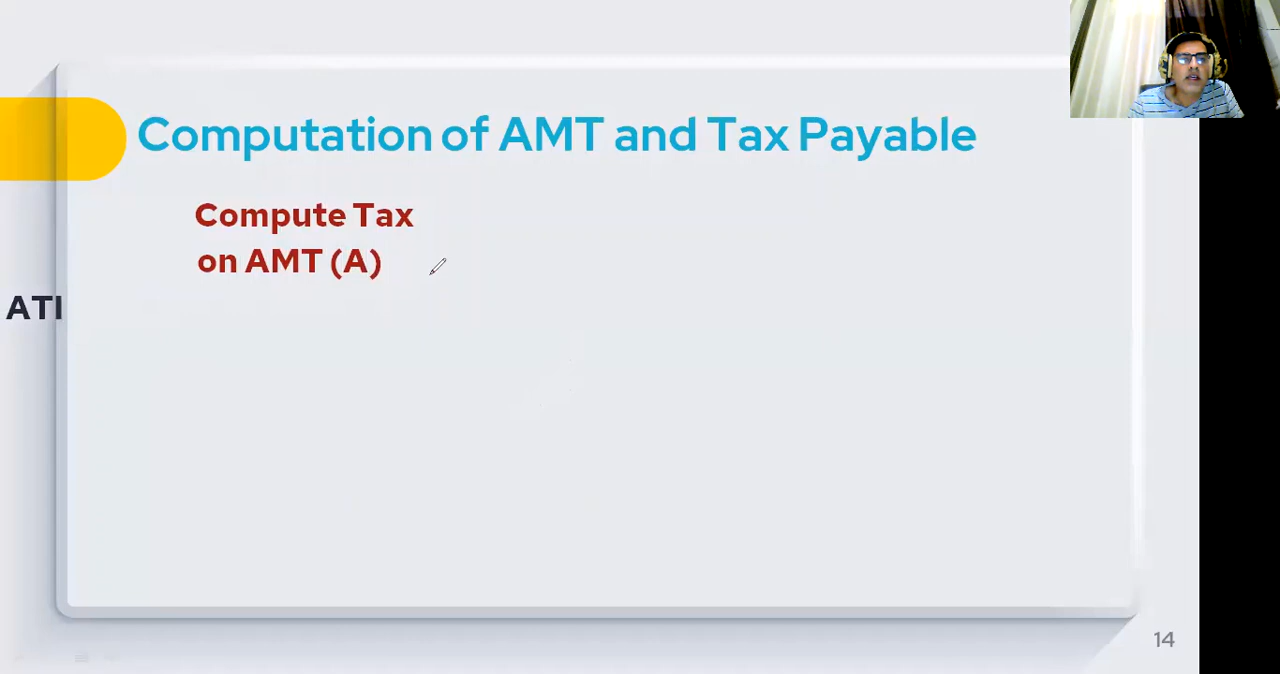 Computation of AMT and Tax Payable
Compute Tax
on AMT (A)
ATI
14